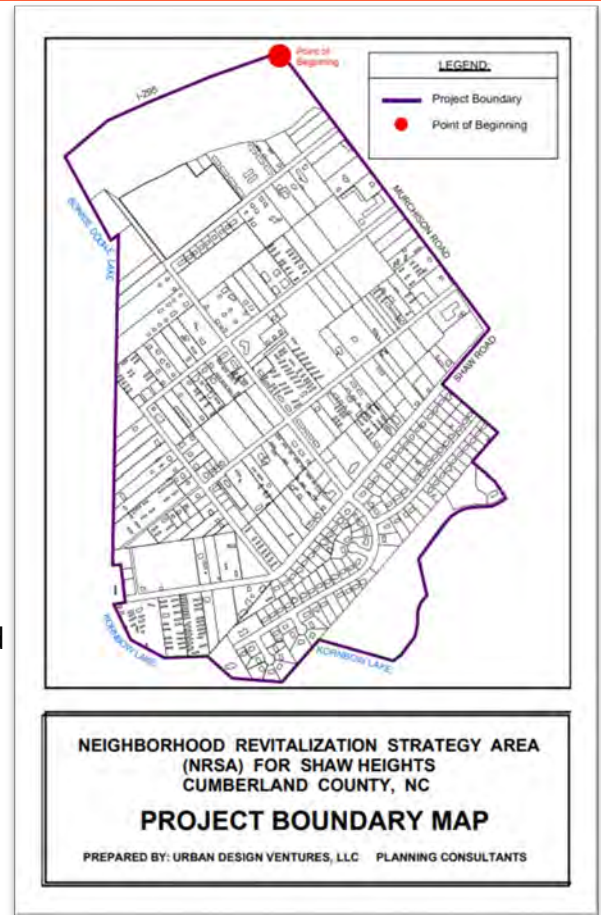 Point of
Beginning
LEGEND:
Project Boundary
Point of Beginning
I-295
BONNIE DOONE LAKE
MURCHISON ROAD
SHAW ROAD
KORNBOW LAKE
KORNBOW LAKE
NEIGHBORHOOD REVITALIZATION STRATEGY AREA
(NRSA) FOR SHAW HEIGHTS
CUMBERLAND COUNTY, NC
PROJECT BOUNDARY MAP
PREPARED BY: URBAN DESIGN VENTURES, LLC PLANNING CONSULTANTS